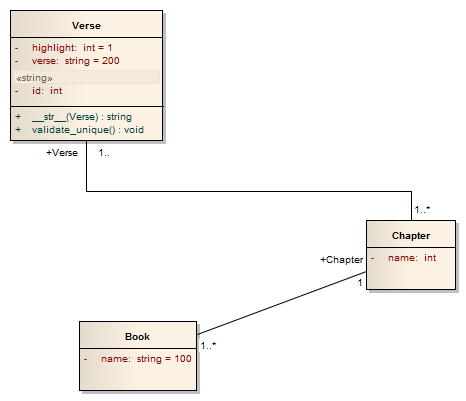 Verse
- highlight: int = 1
- verse: string = 200
«string»
- id: int
+ __str__(Verse) : string
+ validate_unique() : void
+Verse 1..
1..*
Chapter
- name: int
+Chapter
1
1..*
Book
- name: string = 100